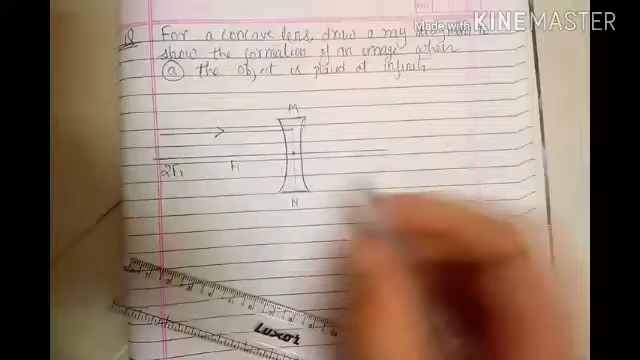 Made with KINEMASTER
Q For a concave lens, draw a ray diagram to
show the formation of an image when
a the object is placed at infinity
M
2F1 F1
N
Luxor